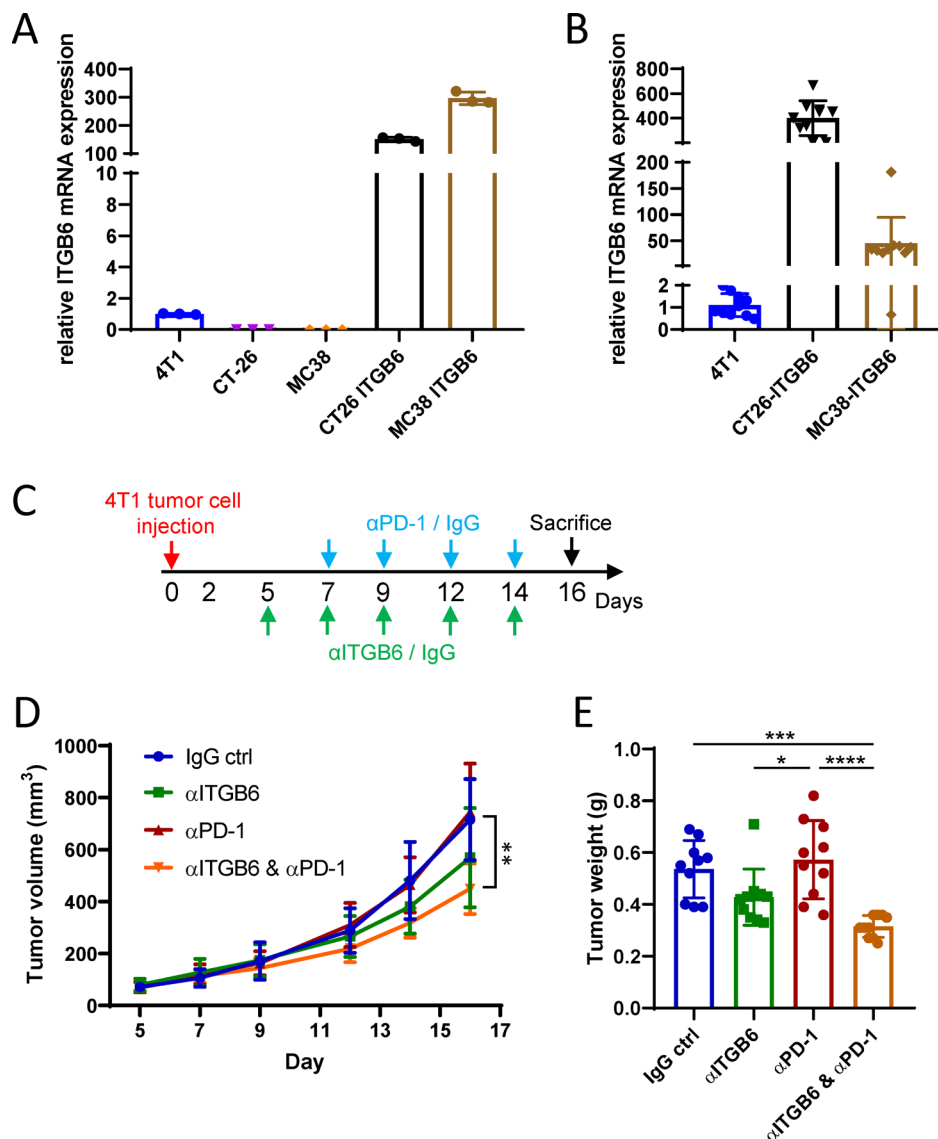 A
relative ITGB6 mRNA expression
400
300
200
100
10
8
6
4
2
0
4T1
CT-26
MC38
CT26 ITGB6
MC38 ITGB6
B
relative ITGB6 mRNA expression
800
600
400
200
200
150
100
50
2
1
0
4T1
CT26-ITGB6
MC38-ITGB6
C
4T1 tumor cell
injection
αPD-1 / IgG
Sacrifice
0 2 5 7 9 12 14 16 Days
αITGB6 / IgG
D
Tumor volume (mm³)
1000
800
600
400
200
0
IgG ctrl
αITGB6
αPD-1
αITGB6 & αPD-1
**
5 7 9 11 13 15 17
Day
E
Tumor weight (g)
1.0
0.8
0.6
0.4
0.2
0.0
***
* ****
IgG ctrl
αITGB6
αPD-1
αITGB6 & αPD-1